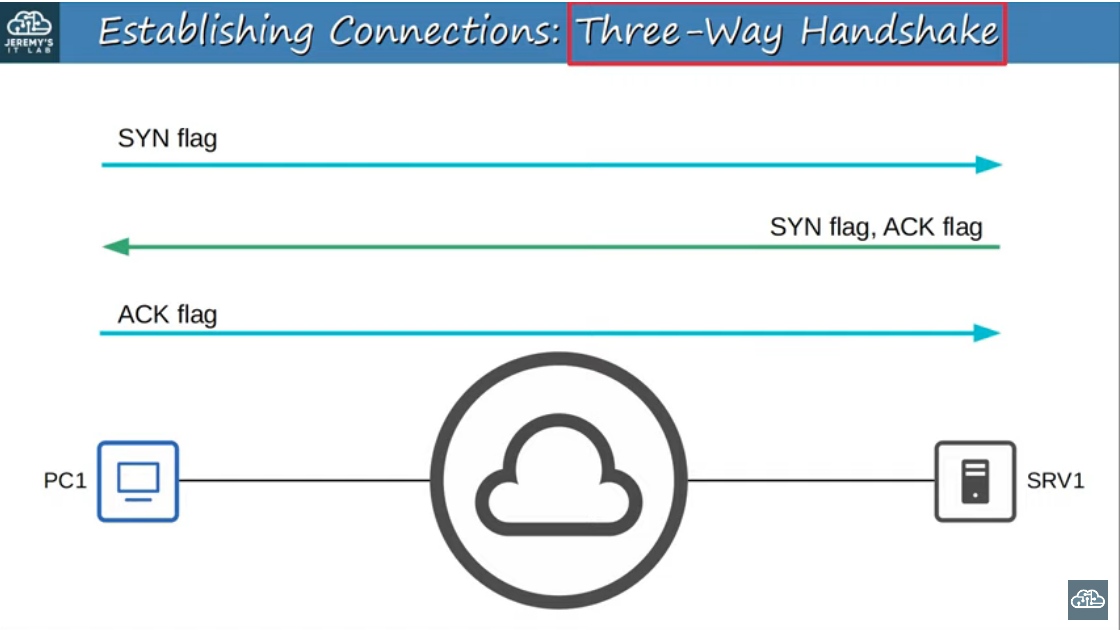 JEREMY'S
IT LAB
Establishing Connections: Three-Way Handshake
SYN flag
SYN flag, ACK flag
ACK flag
PC1
SRV1